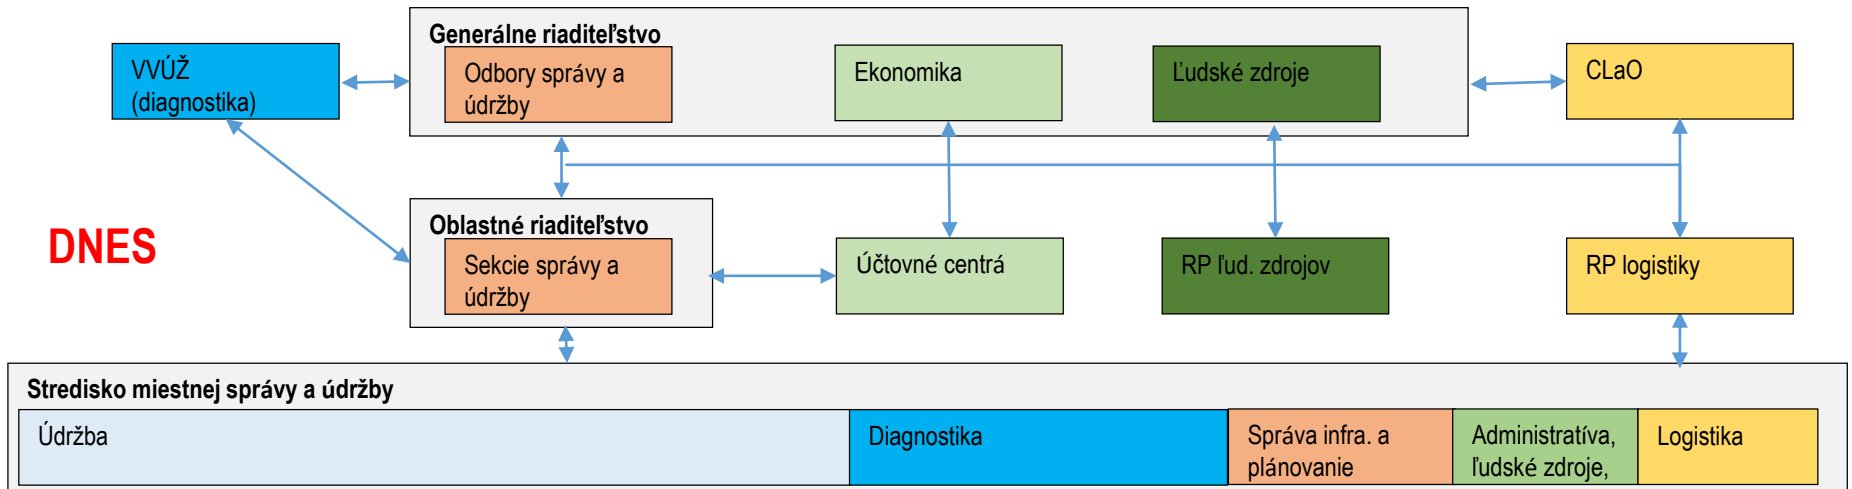 Generálne riaditeľstvo
VVÚŽ
(diagnostika)
Odbory správy a
údržby
Ekonomika
Ľudské zdroje
CLaO
DNES
Oblastné riaditeľstvo
Sekcie správy a
údržby
Účtovné centrá
RP ľud. zdrojov
RP logistiky
Stredisko miestnej správy a údržby
Údržba
Diagnostika
Správa infra. a
plánovanie
Administratíva,
ľudské zdroje,
Logistika